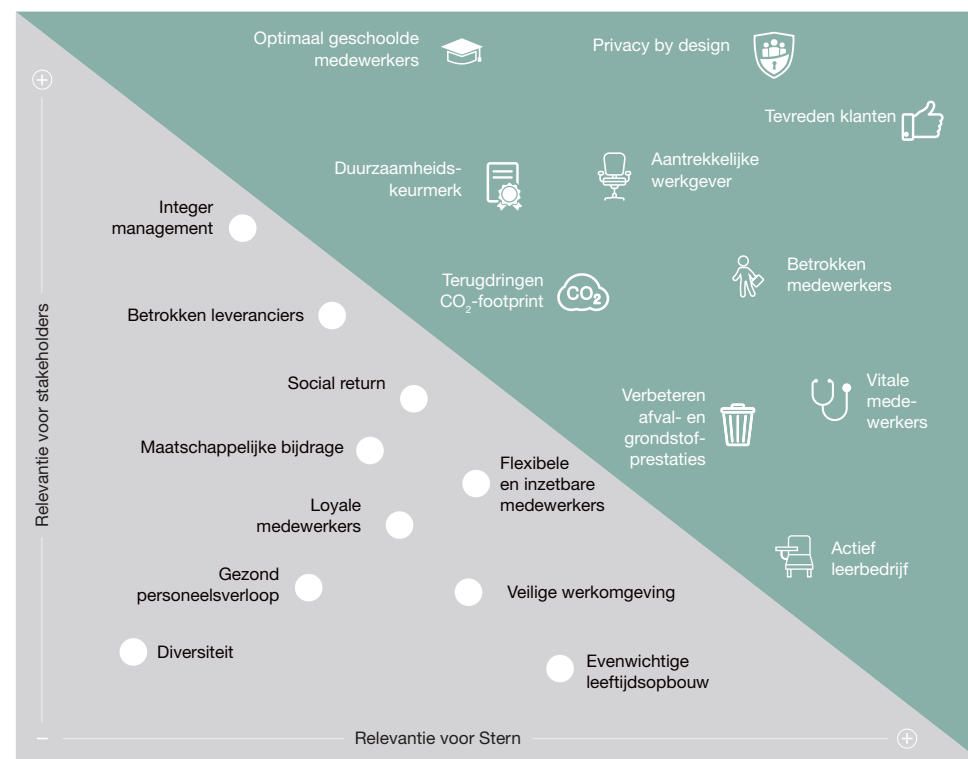 Optimaal geschoolde
medewerkers
Privacy by design
Tevreden klanten
Duurzaamheids-
keurmerk
Aantrekkelijke
werkgever
Integer
management
Terugdringen
CO₂-footprint
CO₂
Betrokken
medewerkers
Betrokken leveranciers
Social return
Verbeteren
afval- en
grondstof-
prestaties
Vitale
mede-
werkers
Maatschappelijke bijdrage
Flexibele
en inzetbare
medewerkers
Loyale
medewerkers
Actief
leerbedrijf
Gezond
personeelsverloop
Veilige werkomgeving
Diversiteit
Evenwichtige
leeftijdsopbouw
Relevantie voor stakeholders
Relevantie voor Stern